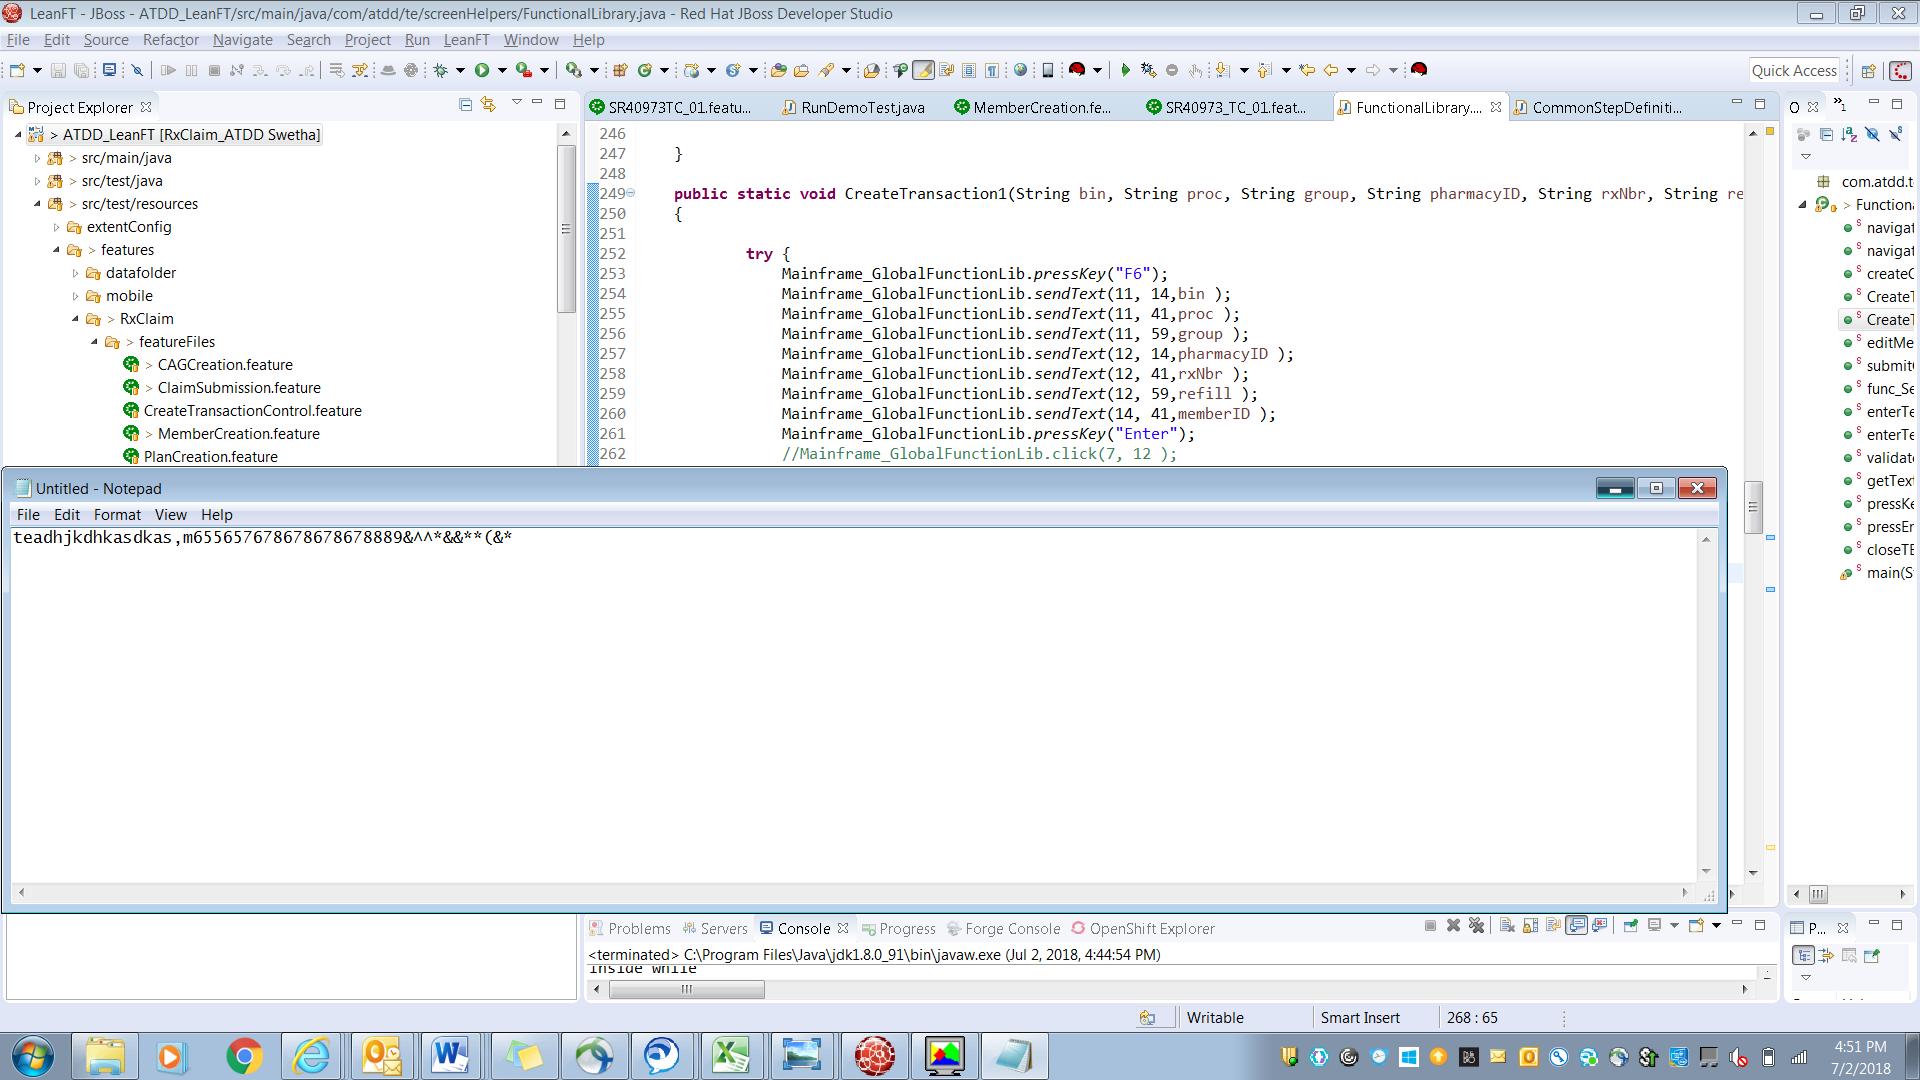 LeanFT - JBoss - ATDD_LeanFT/src/main/java/com/atdd/te/screenHelpers/FunctionalLibrary.java - Red Hat JBoss Developer Studio
File Edit Source Refactor Navigate Search Project Run LeanFT Window Help
Quick Access
Project Explorer
SR40973TC_01.featu... RunDemoTest.java MemberCreation.fe... SR40973_TC_01.feat... FunctionalLibrary.... CommonStepDefiniti...
> ATDD_LeanFT [RxClaim_ATDD Swetha]
> src/main/java
> src/test/java
> src/test/resources
extentConfig
> features
datafolder
mobile
> RxClaim
> featureFiles
> CAGCreation.feature
> ClaimSubmission.feature
CreateTransactionControl.feature
> MemberCreation.feature
PlanCreation.feature
246
247 }
248
249 public static void CreateTransaction1(String bin, String proc, String group, String pharmacyID, String rxNbr, String re
250 {
251
252 try {
253 Mainframe_GlobalFunctionLib.pressKey("F6");
254 Mainframe_GlobalFunctionLib.sendText(11, 14,bin );
255 Mainframe_GlobalFunctionLib.sendText(11, 41,proc );
256 Mainframe_GlobalFunctionLib.sendText(11, 59,group );
257 Mainframe_GlobalFunctionLib.sendText(12, 14,pharmacyID );
258 Mainframe_GlobalFunctionLib.sendText(12, 41,rxNbr );
259 Mainframe_GlobalFunctionLib.sendText(12, 59,refill );
260 Mainframe_GlobalFunctionLib.sendText(14, 41,memberID );
261 Mainframe_GlobalFunctionLib.pressKey("Enter");
262 //Mainframe_GlobalFunctionLib.click(7, 12 );
com.atdd.t
> Functiona
navigat
navigat
createC
CreateT
CreateT
editMe
submit
func_Se
enterTe
enterTe
validat
getText
pressKe
pressEr
closeTE
main(S
Untitled - Notepad
File Edit Format View Help
teadhjkdhkasdkas,m655657678678678678889&^^*&&**(&*
Problems Servers Console Progress Forge Console OpenShift Explorer
P...
<terminated> C:\Program Files\Java\jdk1.8.0_91\bin\javaw.exe (Jul 2, 2018, 4:44:54 PM)
inside while
Writable Smart Insert 268 : 65
4:51 PM
7/2/2018